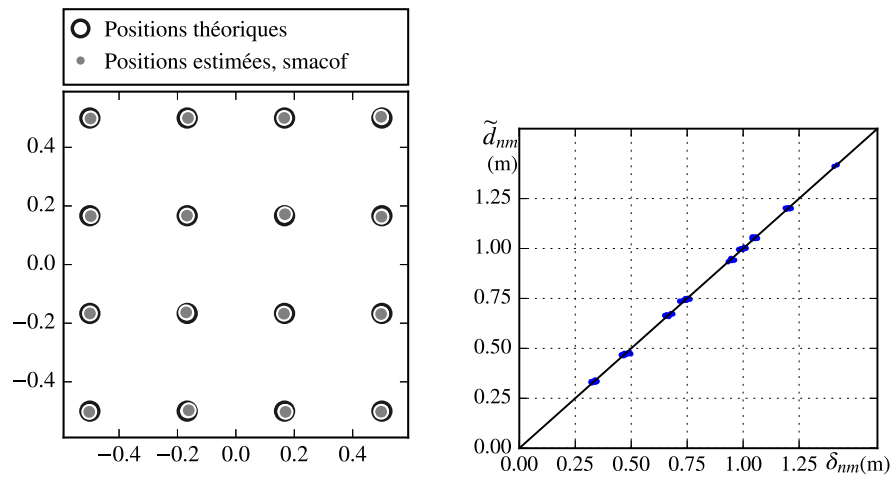 Positions théoriques
Positions estimées, smacof
0.4
0.2
0.0
−0.2
−0.4
−0.4 −0.2 0.0 0.2 0.4
d̃nm
(m)
1.25
1.00
0.75
0.50
0.25
0.00
0.00 0.25 0.50 0.75 1.00 1.25 δnm(m)